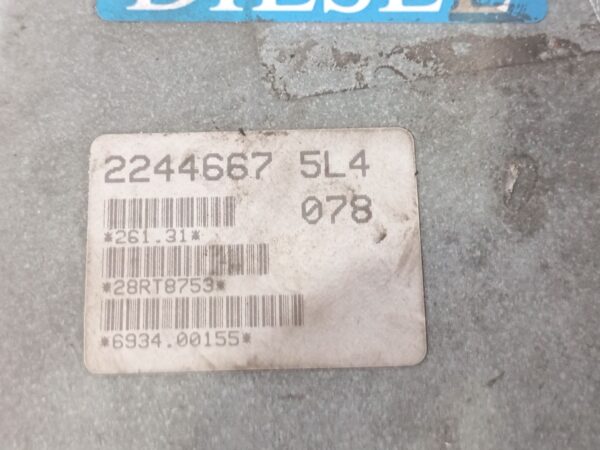 DIESEL
2244667 5L4
078
*261.31*
*28RT8753*
*6934.00155*